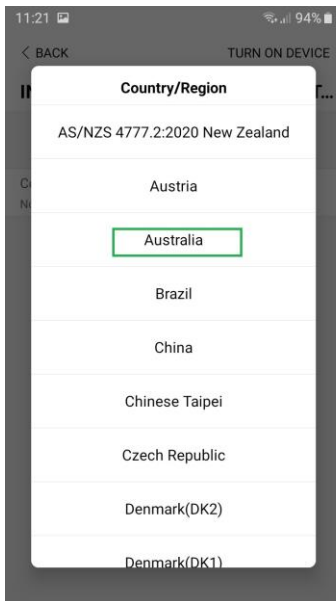 11:21 94%
BACK TURN ON DEVICE
Country/Region
AS/NZS 4777.2:2020 New Zealand
Austria
Australia
Brazil
China
Chinese Taipei
Czech Republic
Denmark(DK2)
Denmark(DK1)